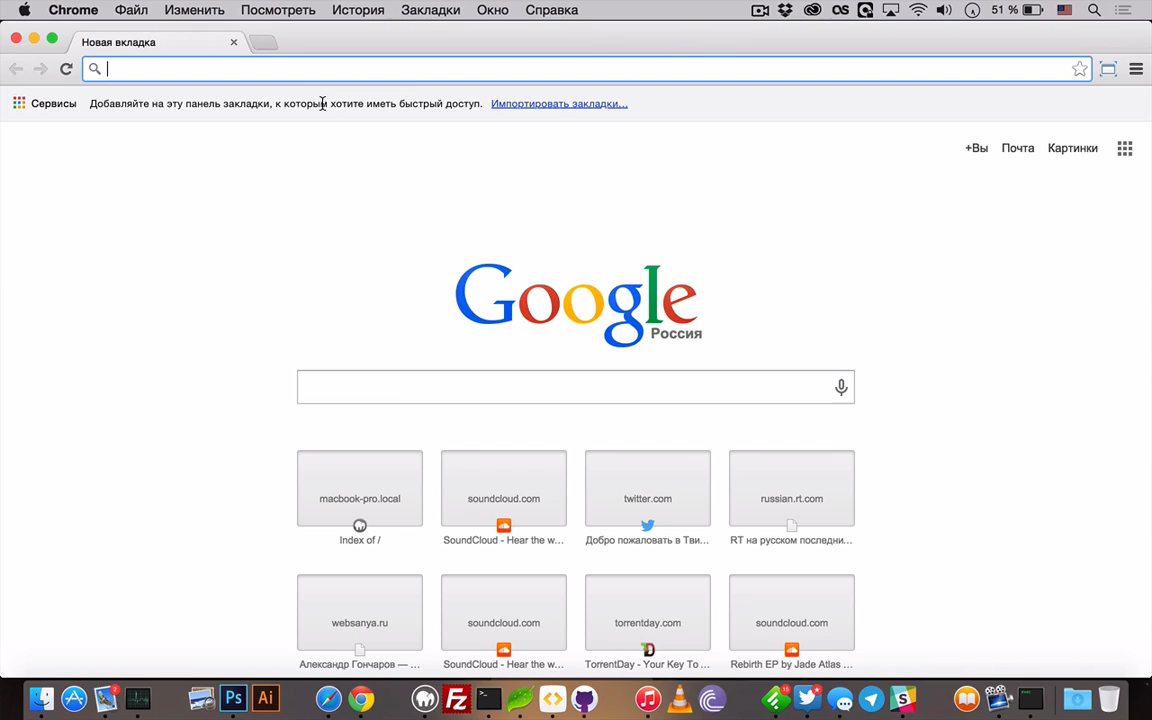 Chrome Файл Изменить Посмотреть История Закладки Окно Справка 51 %
Новая вкладка
Сервисы Добавляйте на эту панель закладки, к которым хотите иметь быстрый доступ. Импортировать закладки...
+Вы Почта Картинки
Google
Россия
macbook-pro.local soundcloud.com twitter.com russian.rt.com
Index of / SoundCloud - Hear the w... Добро пожаловать в Тви... RT на русском последни...
websanya.ru soundcloud.com torrentday.com soundcloud.com
Александр Гончаров — ... SoundCloud - Hear the w... TorrentDay - Your Key To ... Rebirth EP by Jade Atlas ...
Ps Ai Fz